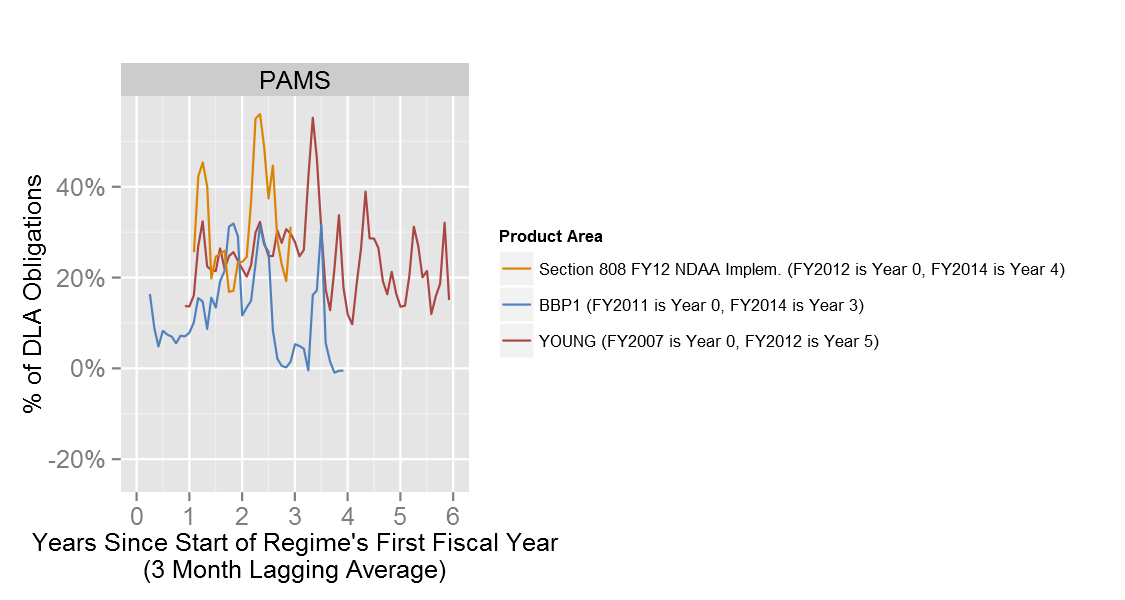 PAMS
% of DLA Obligations
40%
20%
0%
-20%
0 1 2 3 4 5 6
Years Since Start of Regime's First Fiscal Year
(3 Month Lagging Average)
Product Area
Section 808 FY12 NDAA Implem. (FY2012 is Year 0, FY2014 is Year 4)
BBP1 (FY2011 is Year 0, FY2014 is Year 3)
YOUNG (FY2007 is Year 0, FY2012 is Year 5)